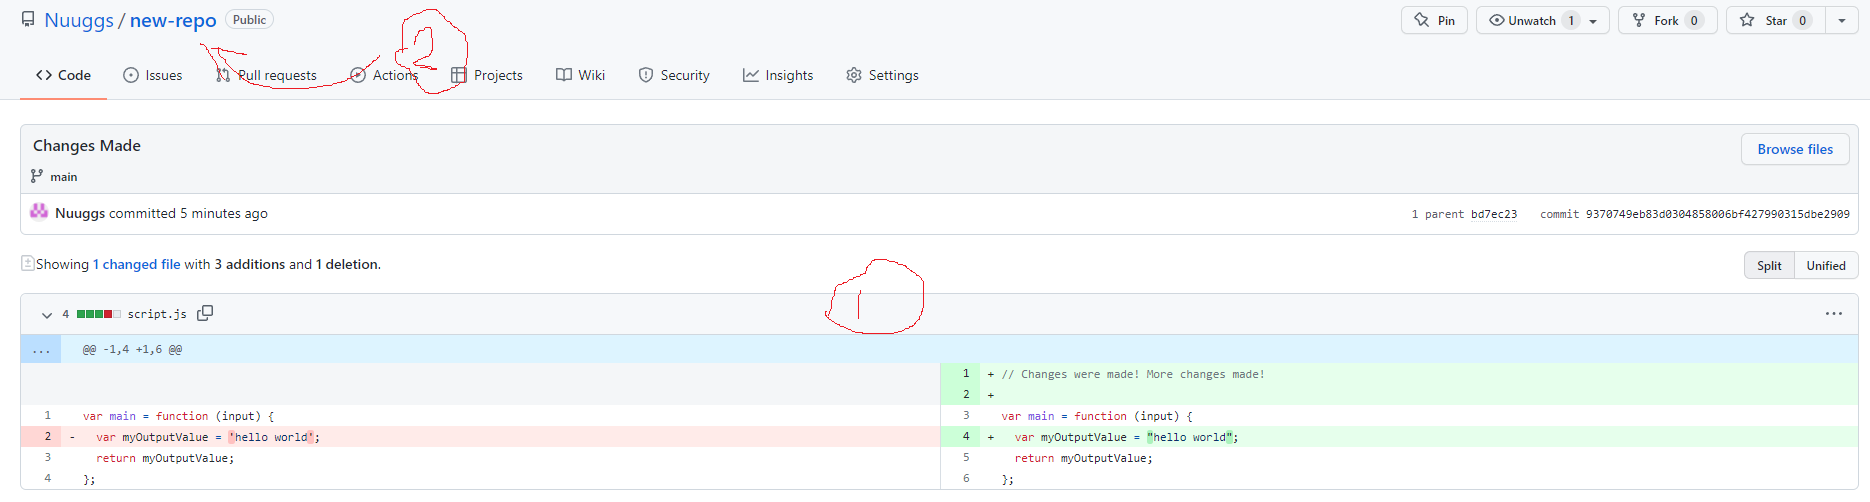 Nuuggs / new-repo Public Pin Unwatch 1 Fork 0 Star 0
2
<> Code Issues Pull requests Actions Projects Wiki Security Insights Settings
Changes Made Browse files
main
Nuuggs committed 5 minutes ago 1 parent bd7ec23 commit 9370749eb83d0304858006bf427990315dbe2909
Showing 1 changed file with 3 additions and 1 deletion. Split Unified
1
4 script.js ...
... @@ -1,4 +1,6 @@
1 + // Changes were made! More changes made!
2 +
1 var main = function (input) { 3 var main = function (input) {
2 - var myOutputValue = 'hello world'; 4 + var myOutputValue = "hello world";
3 return myOutputValue; 5 return myOutputValue;
4 }; 6 };